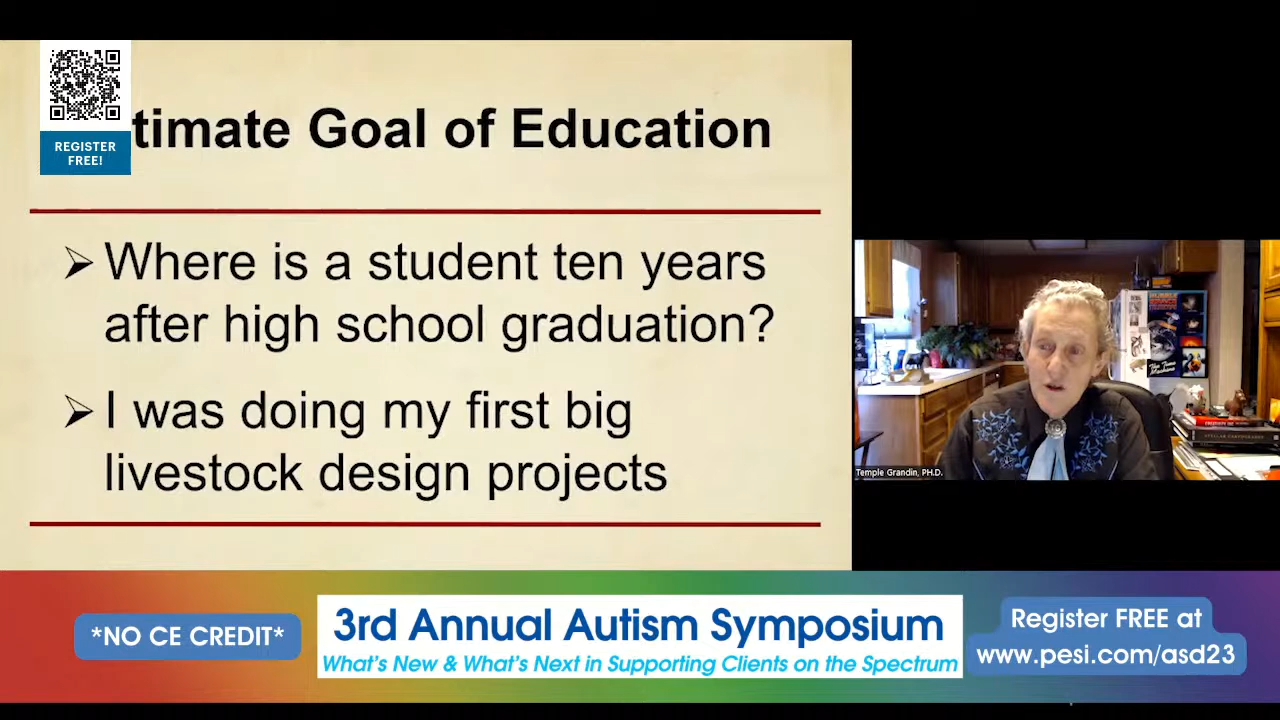 REGISTER
FREE!
timate Goal of Education
➢ Where is a student ten years
after high school graduation?
➢ I was doing my first big
livestock design projects
Temple Grandin, PH.D.
*NO CE CREDIT*
3rd Annual Autism Symposium
What's New & What's Next in Supporting Clients on the Spectrum
Register FREE at
www.pesi.com/asd23